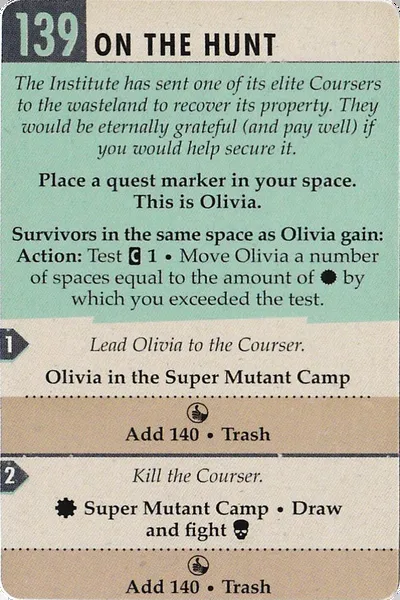 139 ON THE HUNT
The Institute has sent one of its elite Coursers
to the wasteland to recover its property. They
would be eternally grateful (and pay well) if
you would help secure it.
Place a quest marker in your space.
This is Olivia.
Survivors in the same space as Olivia gain:
Action: Test C 1 • Move Olivia a number
of spaces equal to the amount of by
which you exceeded the test.
1
Lead Olivia to the Courser.
Olivia in the Super Mutant Camp
Add 140 • Trash
2
Kill the Courser.
Super Mutant Camp • Draw
and fight
Add 140 • Trash